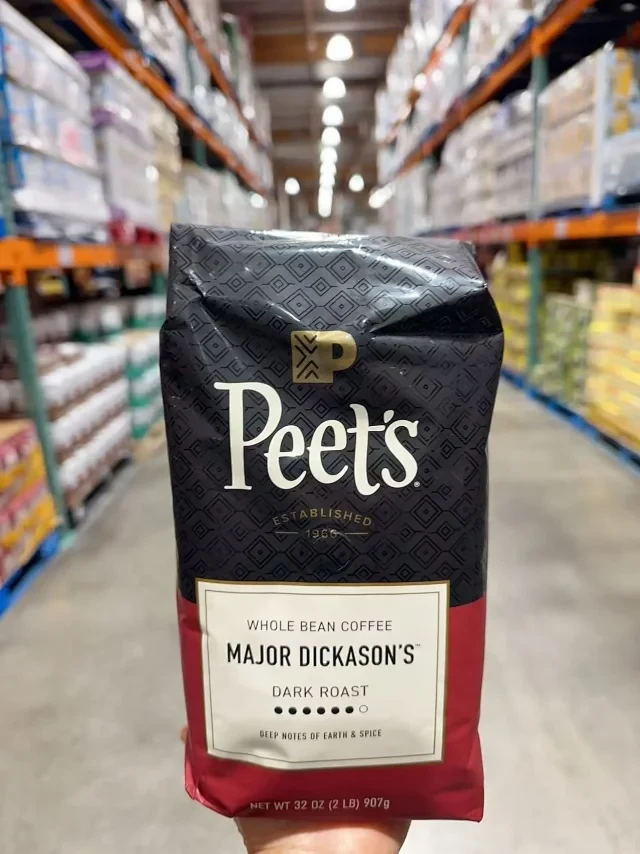 P
Peet's
ESTABLISHED
1966
WHOLE BEAN COFFEE
MAJOR DICKASON'S™
DARK ROAST
DEEP NOTES OF EARTH & SPICE
NET WT 32 OZ (2 LB) 907g